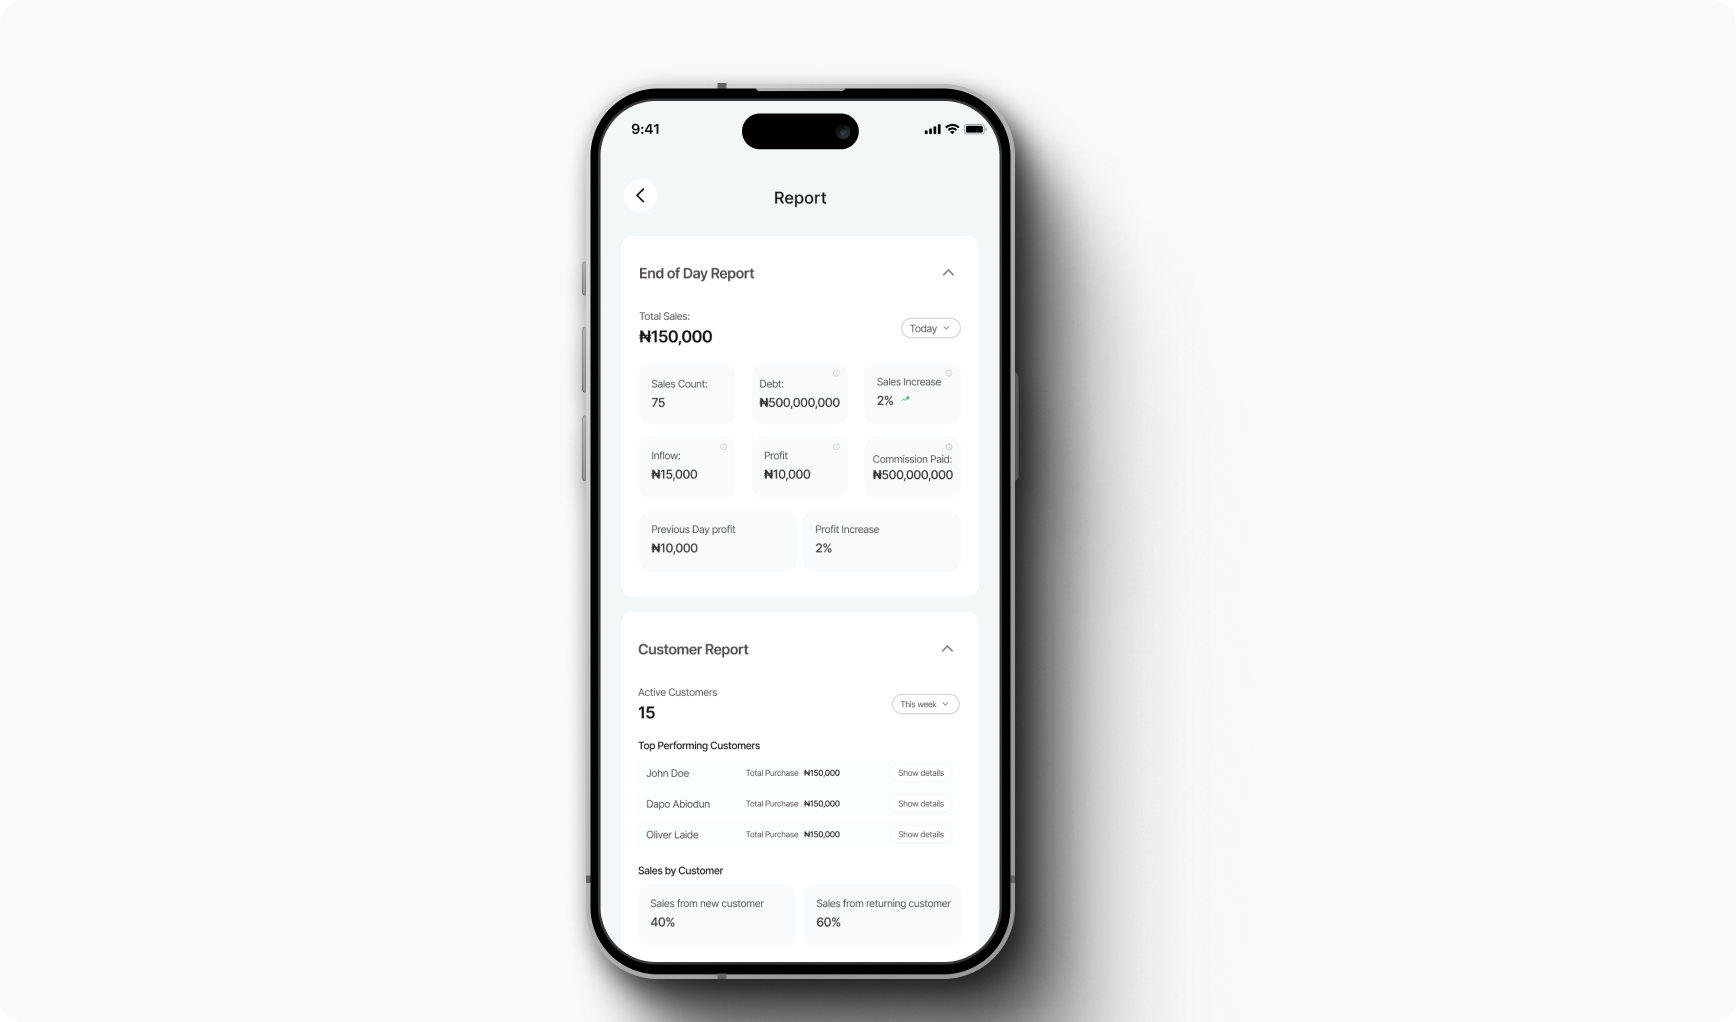 9:41
Report
End of Day Report
Total Sales:
₦150,000
Today
Sales Count:
75
Debt:
₦500,000,000
Sales Increase
2%
Inflow:
₦15,000
Profit
₦10,000
Commission Paid:
₦500,000,000
Previous Day profit
₦10,000
Profit Increase
2%
Customer Report
Active Customers
15
This week
Top Performing Customers
John Doe Total Purchase ₦150,000 Show details
Dapo Abiodun Total Purchase ₦150,000 Show details
Oliver Laide Total Purchase ₦150,000 Show details
Sales by Customer
Sales from new customer
40%
Sales from returning customer
60%